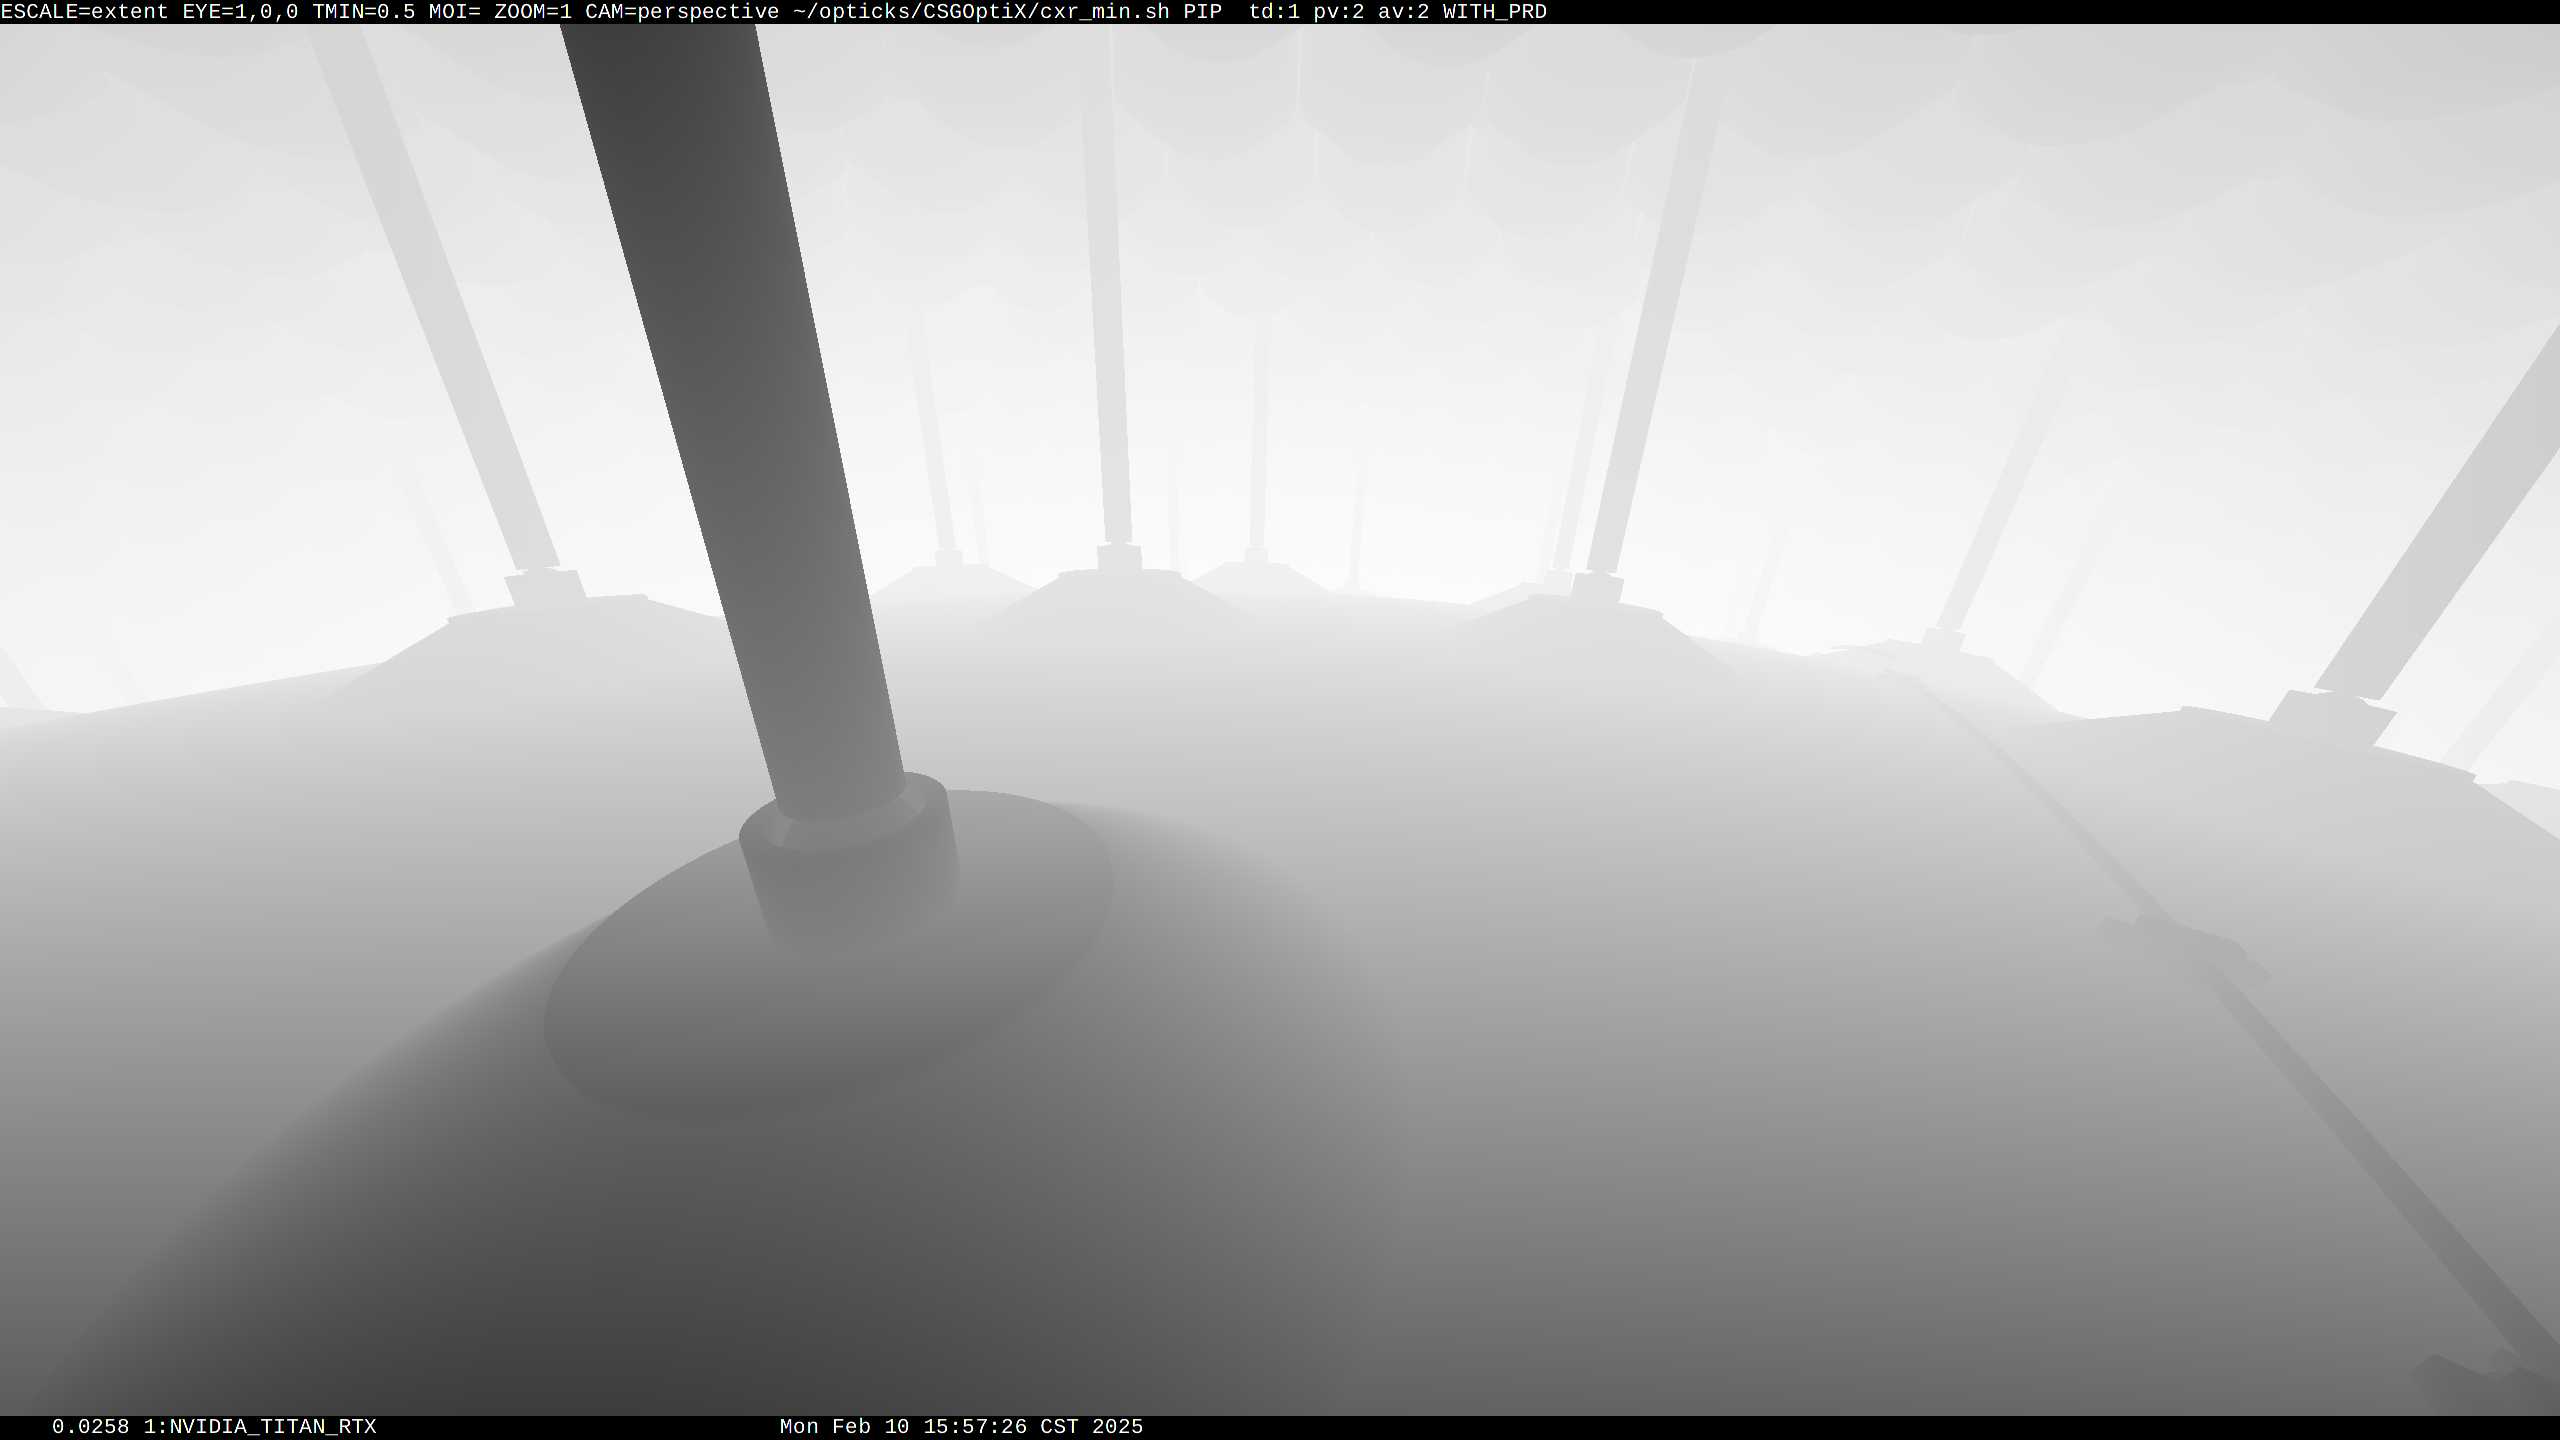 ESCALE=extent EYE=1,0,0 TMIN=0.5 MOI= ZOOM=1 CAM=perspective ~/opticks/CSGOptiX/cxr_min.sh PIP  td:1 pv:2 av:2 WITH_PRD
0.0258 1:NVIDIA_TITAN_RTX
Mon Feb 10 15:57:26 CST 2025